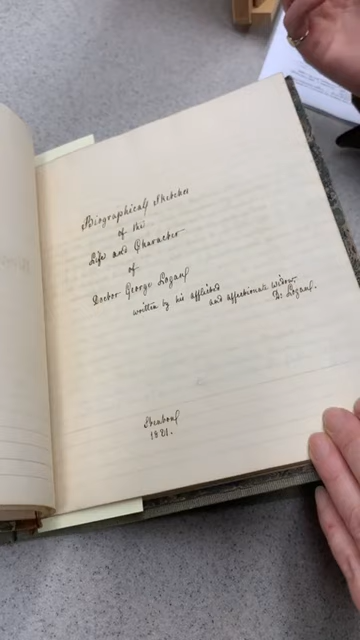 Biographical Sketches
of the
Life and Character
of
Doctor George Logan
written by his afflicted
and affectionate widow
D: Logan.
Stenton
1821.